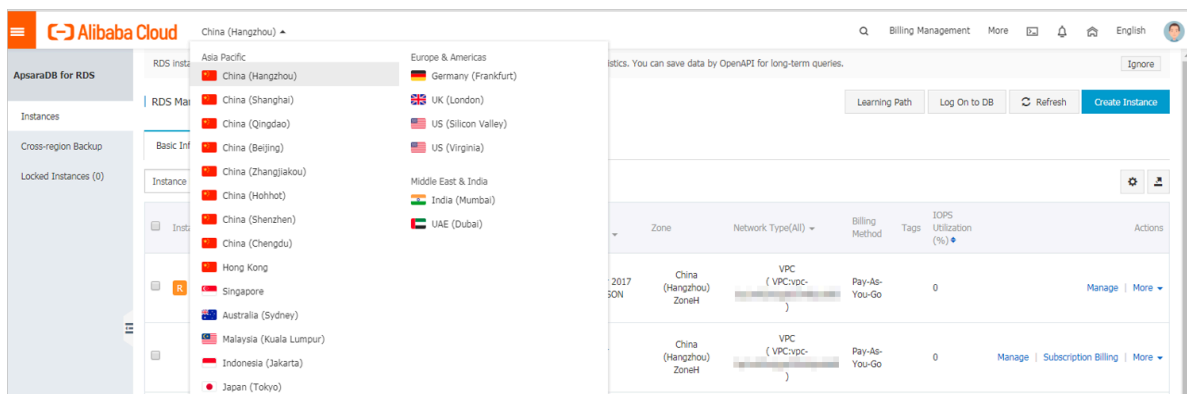 Alibaba Cloud
China (Hangzhou)
Billing Management
More
English
ApsaraDB for RDS
Instances
Cross-region Backup
Locked Instances (0)
RDS
istics. You can save data by OpenAPI for long-term queries.
Ignore
RDS
Learning Path
Log On to DB
Refresh
Create Instance
Basic
Instance
Asia Pacific
China (Hangzhou)
China (Shanghai)
China (Qingdao)
China (Beijing)
China (Zhangjiakou)
China (Hohhot)
China (Shenzhen)
China (Chengdu)
Hong Kong
Singapore
Australia (Sydney)
Malaysia (Kuala Lumpur)
Indonesia (Jakarta)
Japan (Tokyo)
Europe & Americas
Germany (Frankfurt)
UK (London)
US (Silicon Valley)
US (Virginia)
Middle East & India
India (Mumbai)
UAE (Dubai)
Zone
Network Type(All)
Billing
Method
Tags
IOPS
Utilization
(%)
Actions
R
2017
SON
China
(Hangzhou)
ZoneH
VPC
( VPC:vpc-
)
Pay-As-
You-Go
0
Manage | More
China
(Hangzhou)
ZoneH
VPC
( VPC:vpc-
)
Pay-As-
You-Go
0
Manage | Subscription Billing | More